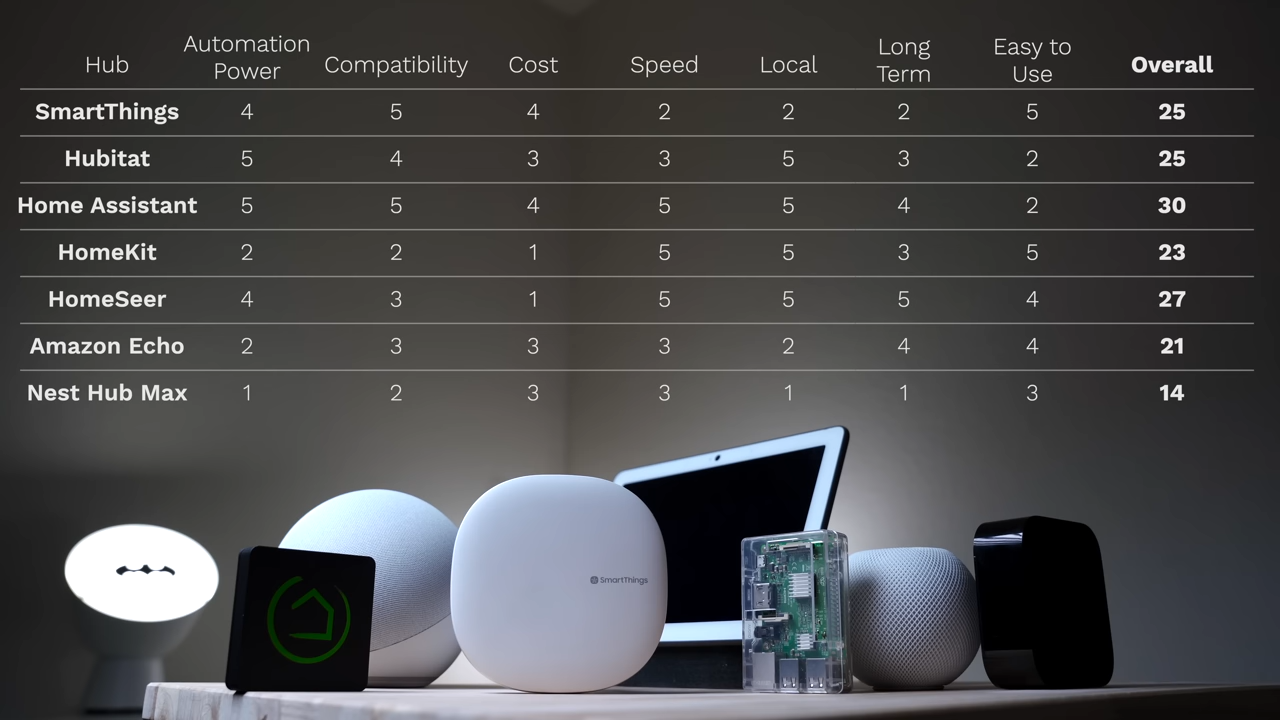 Hub Automation Power Compatibility Cost Speed Local Long Term Easy to Use Overall
SmartThings 4 5 4 2 2 2 5 25
Hubitat 5 4 3 3 5 3 2 25
Home Assistant 5 5 4 5 5 4 2 30
HomeKit 2 2 1 5 5 3 5 23
HomeSeer 4 3 1 5 5 5 4 27
Amazon Echo 2 3 3 3 2 4 4 21
Nest Hub Max 1 2 3 3 1 1 3 14
SmartThings